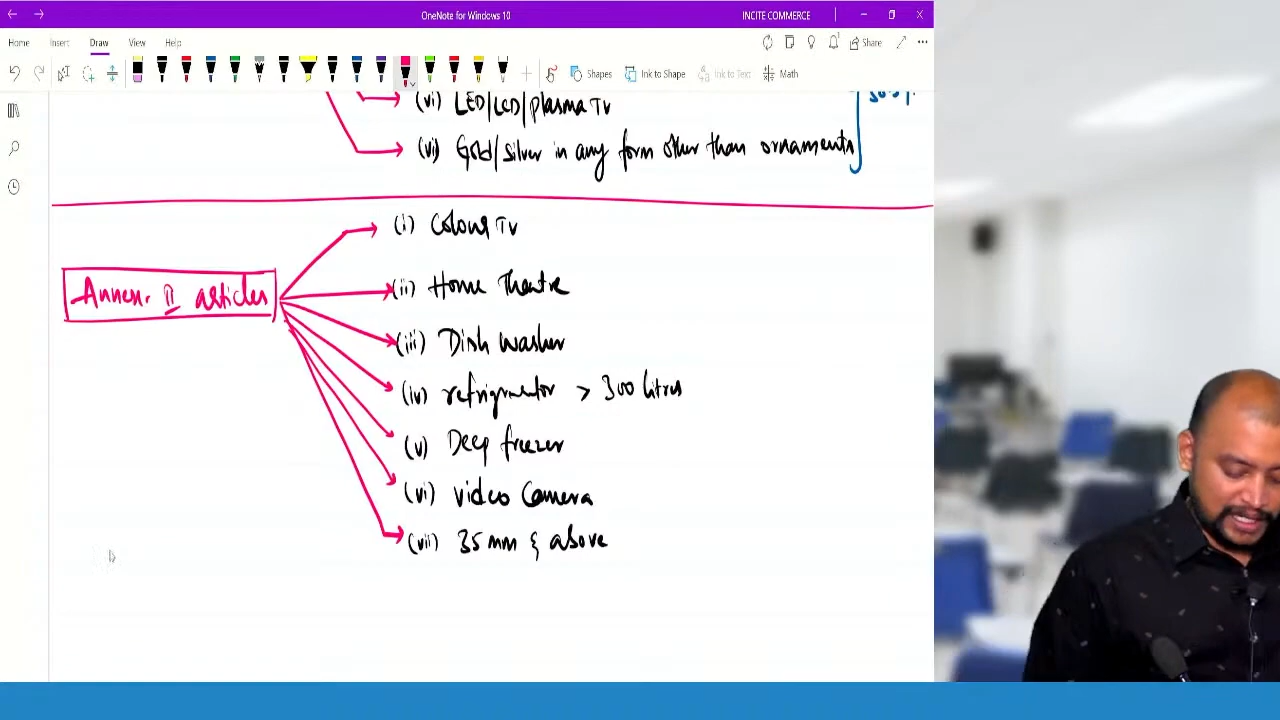 OneNote for Windows 10
INCITE COMMERCE
Home Insert Draw View Help
Share
Shapes Ink to Shape Ink to Text Math
(vi) LED/LCD/plasma TV
(vii) Gold/silver in any form other than ornaments
Annex. II articles
(i) Colour TV
(ii) Home Theatre
(iii) Dish washer
(iv) refrigerator > 300 litres
(v) Deep freezer
(vi) video Camera
(vii) 35 mm & above